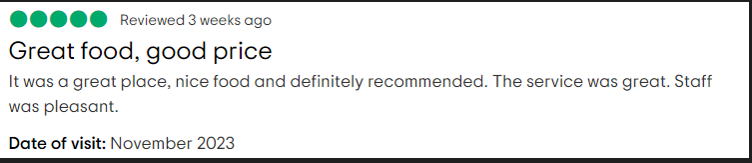 Reviewed 3 weeks ago
Great food, good price
It was a great place, nice food and definitely recommended. The service was great. Staff
was pleasant.
Date of visit: November 2023